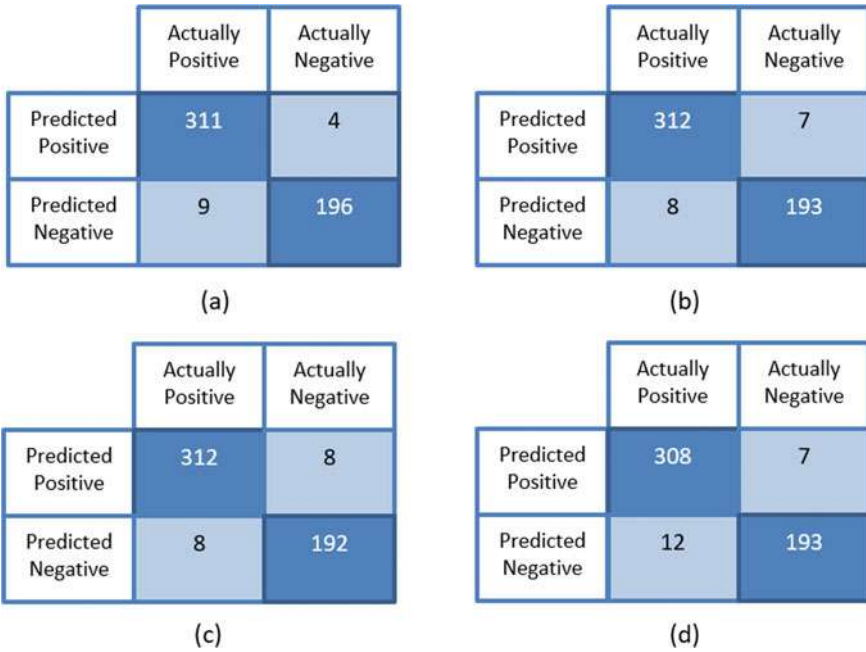 Actually Positive
Actually Negative
Predicted Positive
311
4
Predicted Negative
9
196
(a)
Actually Positive
Actually Negative
Predicted Positive
312
7
Predicted Negative
8
193
(b)
Actually Positive
Actually Negative
Predicted Positive
312
8
Predicted Negative
8
192
(c)
Actually Positive
Actually Negative
Predicted Positive
308
7
Predicted Negative
12
193
(d)